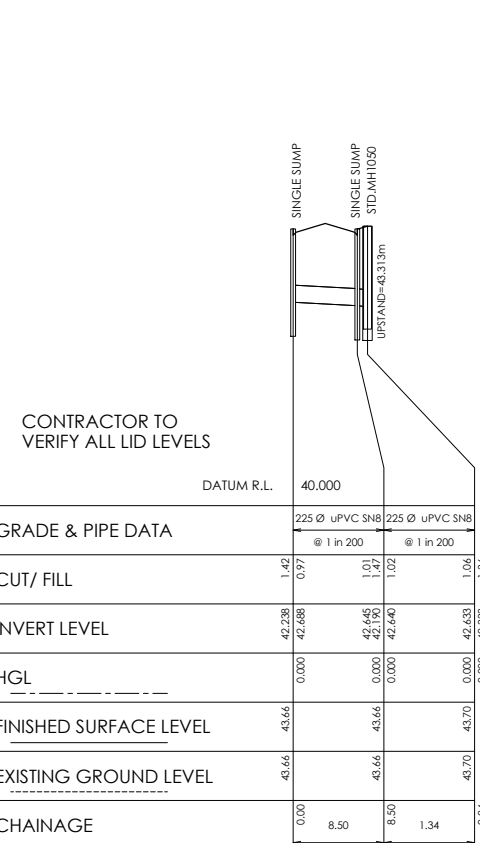 SINGLE SUMP
SINGLE SUMP
STD.MH1050
UPSTAND=43.313m
CONTRACTOR TO
VERIFY ALL LID LEVELS
DATUM R.L. 40.000
GRADE & PIPE DATA
225 Ø uPVC SN8 225 Ø uPVC SN8
@ 1 in 200 @ 1 in 200
CUT/ FILL 1.42 0.97 1.01 1.47 1.02 1.06
INVERT LEVEL 42.238 42.688 42.645 42.190 42.640 42.633
HGL 0.000 0.000 0.000 0.000
FINISHED SURFACE LEVEL 43.66 43.66 43.70
EXISTING GROUND LEVEL 43.66 43.66 43.70
CHAINAGE 0.00 8.50 8.50 1.34